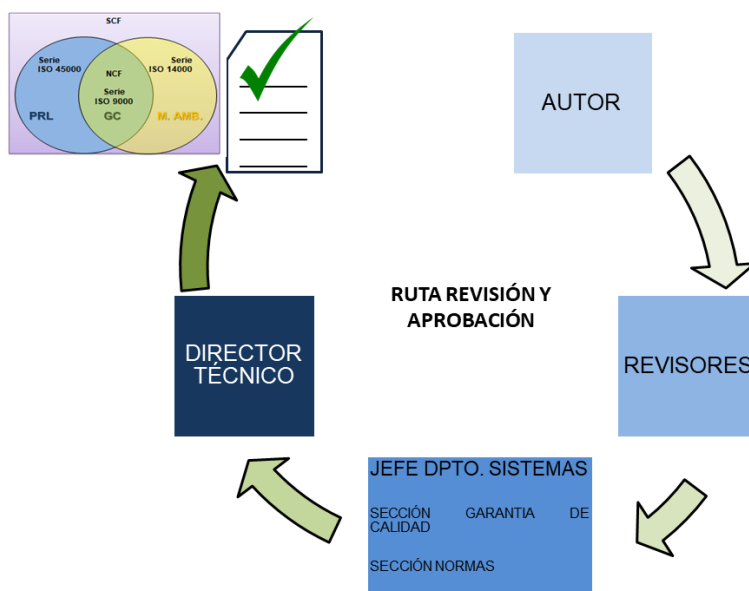 SCF
Serie
ISO 45000
Serie
ISO 14000
NCF
Serie
ISO 9000
PRL
GC
M. AMB.
AUTOR
RUTA REVISIÓN Y
APROBACIÓN
DIRECTOR
TÉCNICO
REVISORES
JEFE DPTO. SISTEMAS
SECCIÓN GARANTIA DE
CALIDAD
SECCIÓN NORMAS